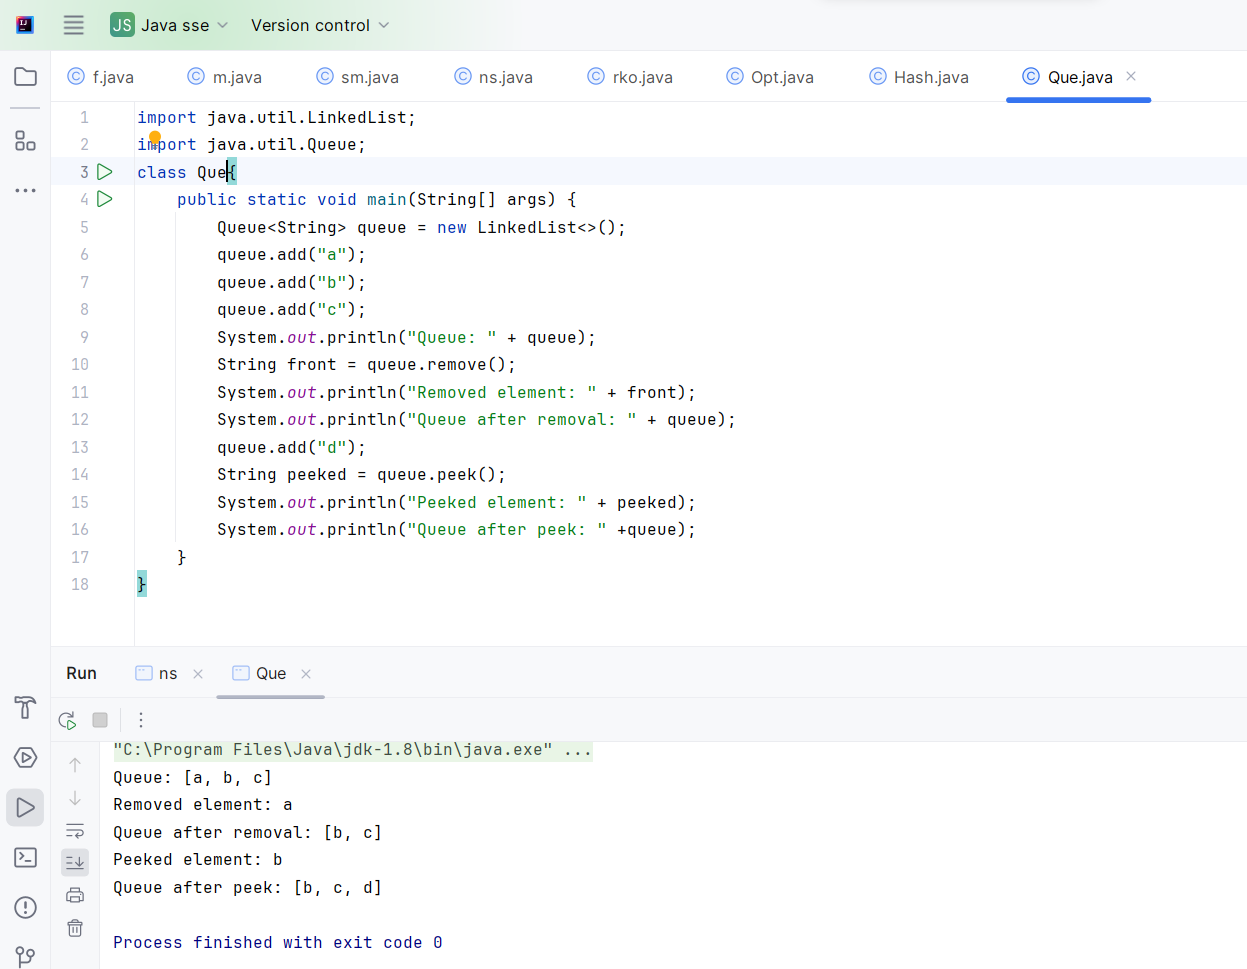 JS Java sse Version control
f.java m.java sm.java ns.java rko.java Opt.java Hash.java Que.java
1 import java.util.LinkedList;
2 import java.util.Queue;
3 class Que{
4     public static void main(String[] args) {
5         Queue<String> queue = new LinkedList<>();
6         queue.add("a");
7         queue.add("b");
8         queue.add("c");
9         System.out.println("Queue: " + queue);
10         String front = queue.remove();
11         System.out.println("Removed element: " + front);
12         System.out.println("Queue after removal: " + queue);
13         queue.add("d");
14         String peeked = queue.peek();
15         System.out.println("Peeked element: " + peeked);
16         System.out.println("Queue after peek: " +queue);
17     }
18 }
Run ns Que
"C:\Program Files\Java\jdk-1.8\bin\java.exe" ...
Queue: [a, b, c]
Removed element: a
Queue after removal: [b, c]
Peeked element: b
Queue after peek: [b, c, d]
Process finished with exit code 0